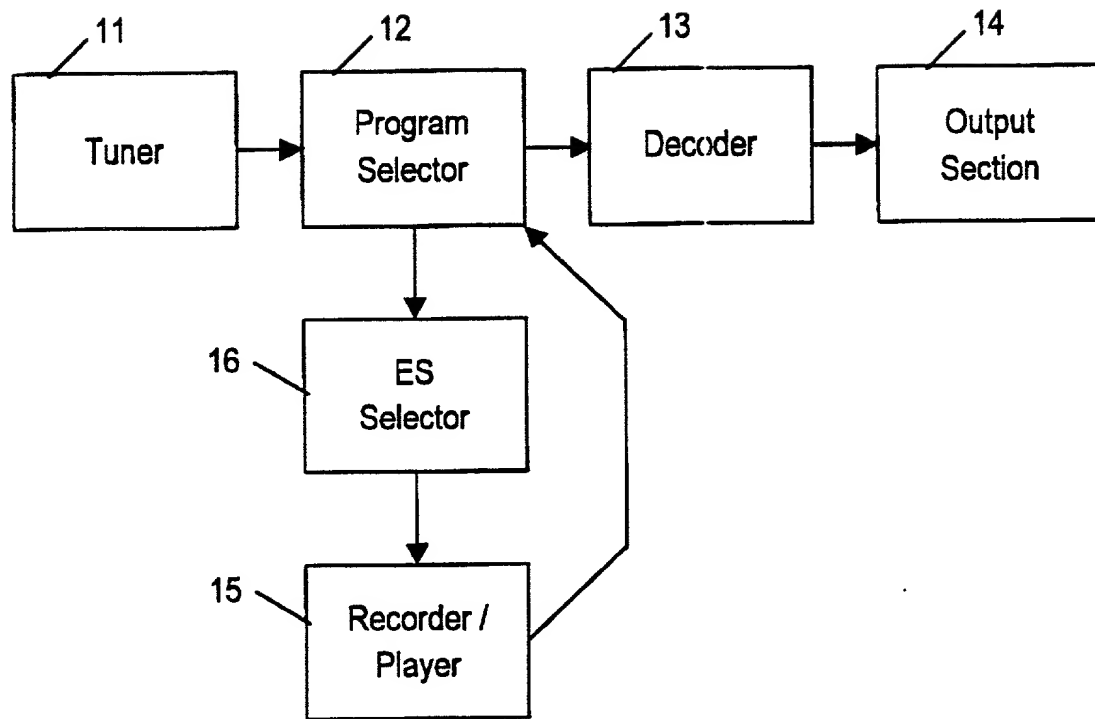 11
12
13
14
Tuner
Program
Selector
Decoder
Output
Section
16
ES
Selector
15
Recorder /
Player